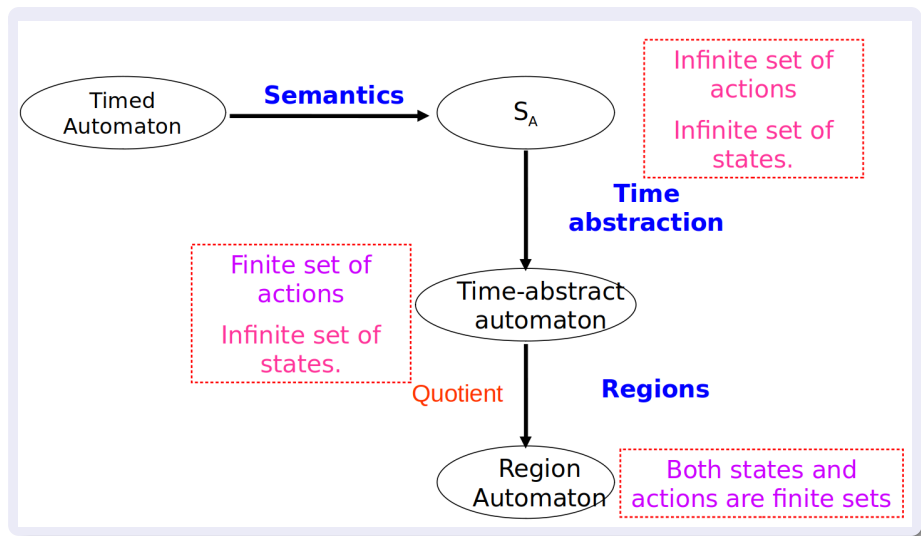 Timed
Automaton
Semantics
S_A
Infinite set of
actions
Infinite set of
states.
Time
abstraction
Finite set of
actions
Infinite set of
states.
Time-abstract
automaton
Quotient
Regions
Region
Automaton
Both states and
actions are finite sets